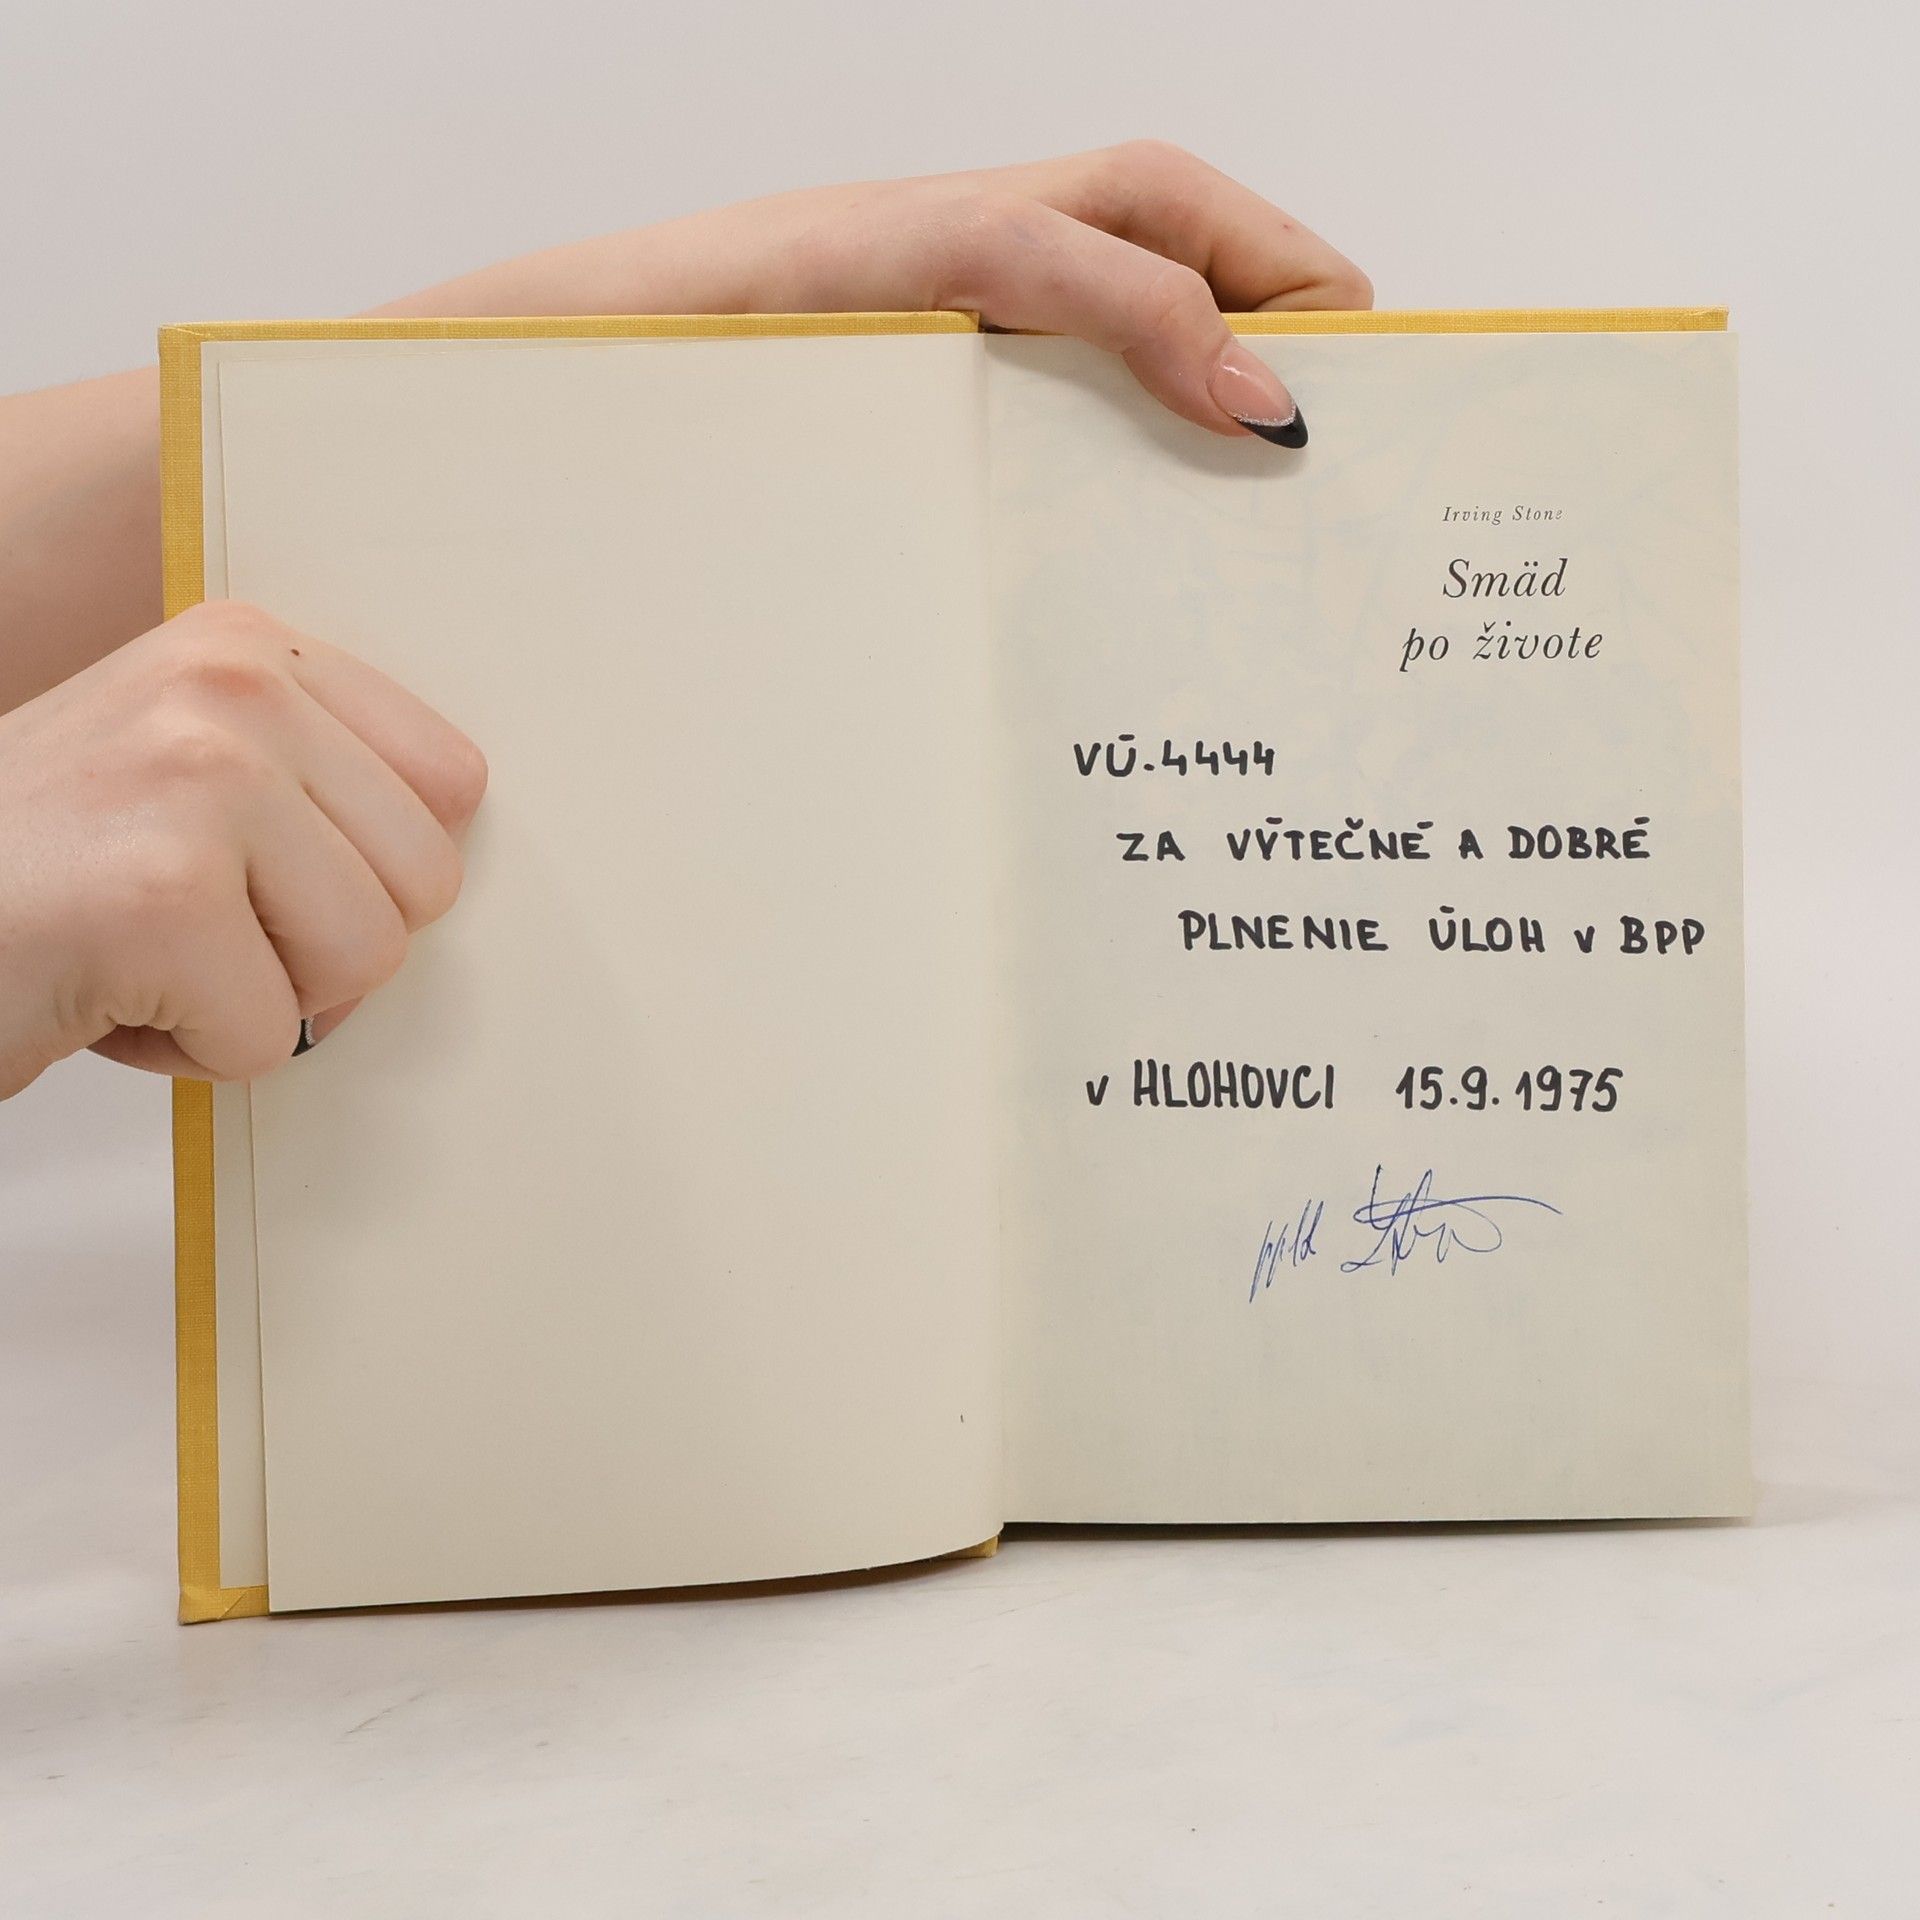 Irving Stone
Smäd
po živote
VÚ.4444
ZA VÝTEČNÉ A DOBRÉ
PLNENIE ÚLOH v BPP
v HLOHOVCI 15.9.1975